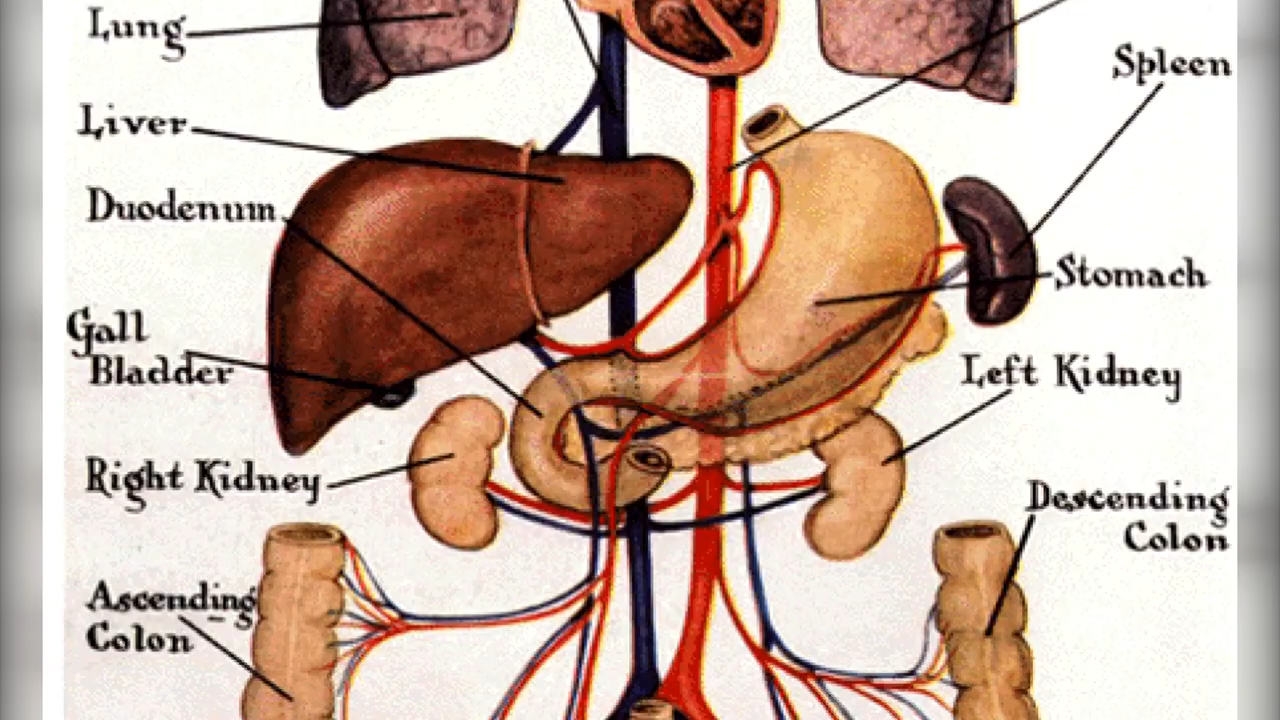 Lung
Liver
Duodenum
Gall
Bladder
Right Kidney
Ascending
Colon
Spleen
Stomach
Left Kidney
Descending
Colon